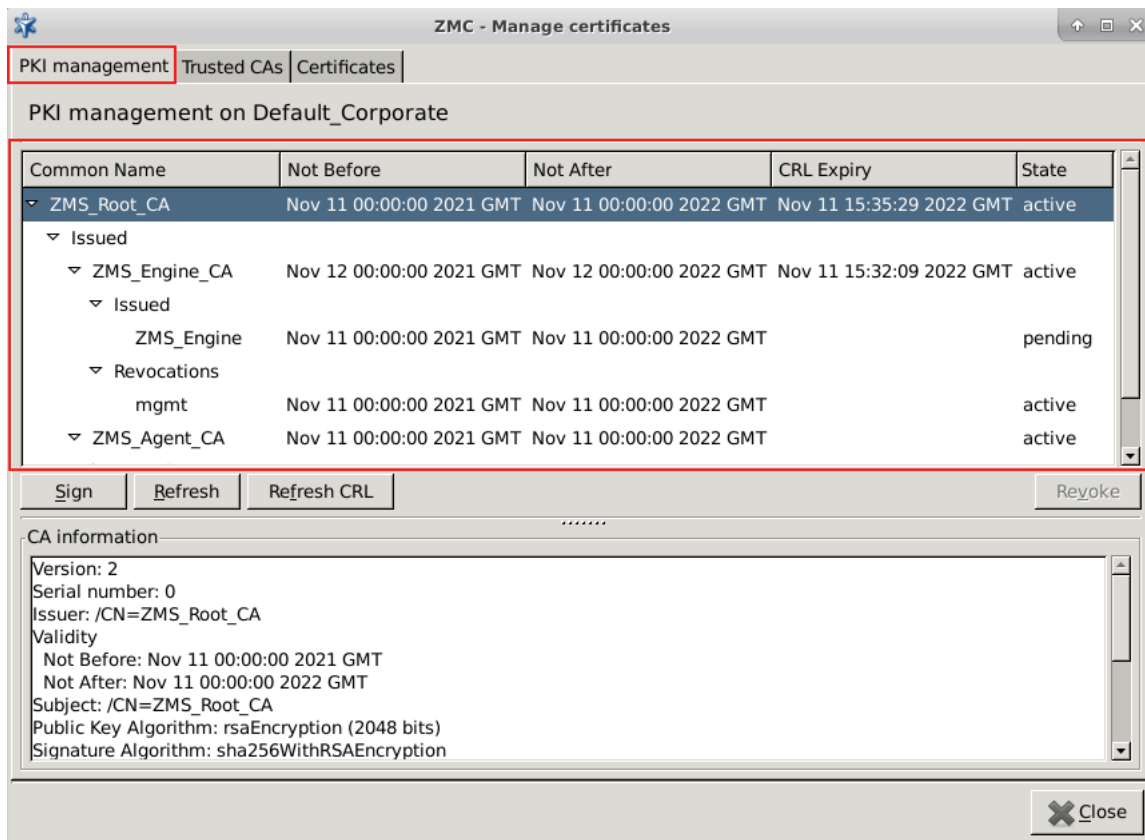 ZMC - Manage certificates
PKI management Trusted CAs Certificates
PKI management on Default_Corporate
Common Name Not Before Not After CRL Expiry State
ZMS_Root_CA Nov 11 00:00:00 2021 GMT Nov 11 00:00:00 2022 GMT Nov 11 15:35:29 2022 GMT active
Issued
ZMS_Engine_CA Nov 12 00:00:00 2021 GMT Nov 12 00:00:00 2022 GMT Nov 11 15:32:09 2022 GMT active
Issued
ZMS_Engine Nov 11 00:00:00 2021 GMT Nov 11 00:00:00 2022 GMT pending
Revocations
mgmt Nov 11 00:00:00 2021 GMT Nov 11 00:00:00 2022 GMT active
ZMS_Agent_CA Nov 11 00:00:00 2021 GMT Nov 11 00:00:00 2022 GMT active
Sign Refresh Refresh CRL Revoke
CA information
Version: 2
Serial number: 0
Issuer: /CN=ZMS_Root_CA
Validity
Not Before: Nov 11 00:00:00 2021 GMT
Not After: Nov 11 00:00:00 2022 GMT
Subject: /CN=ZMS_Root_CA
Public Key Algorithm: rsaEncryption (2048 bits)
Signature Algorithm: sha256WithRSAEncryption
Close